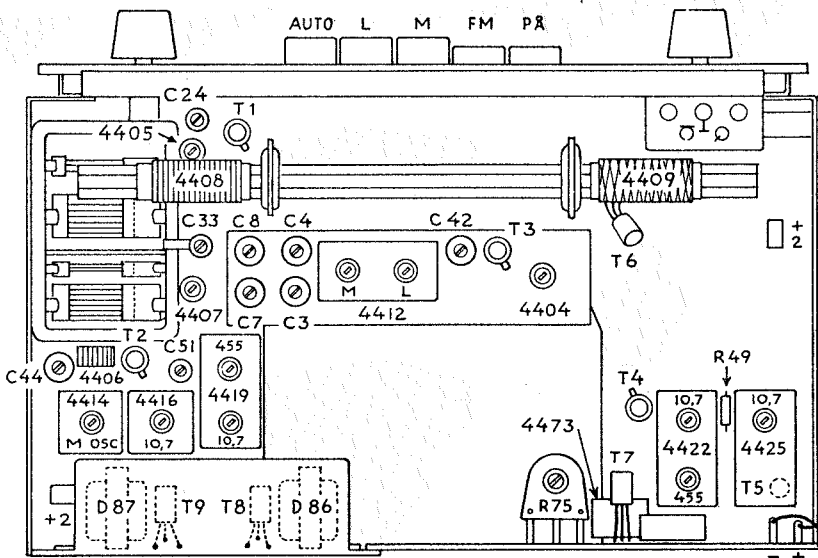 AUTO L M FM PÅ
C24
T1
4405
4408
4409
C33 C8 C4 C42 T3
T6
+
2
M L
4407
4412
4404
C7 C3
T2
C51
455
R49
C44
4406
4419
T4
4414
4416
10,7
10,7
M OSC
10,7
10,7
4473
T7
4422
4425
455
T5
D87
T9
T8
D86
R75
+2
- +